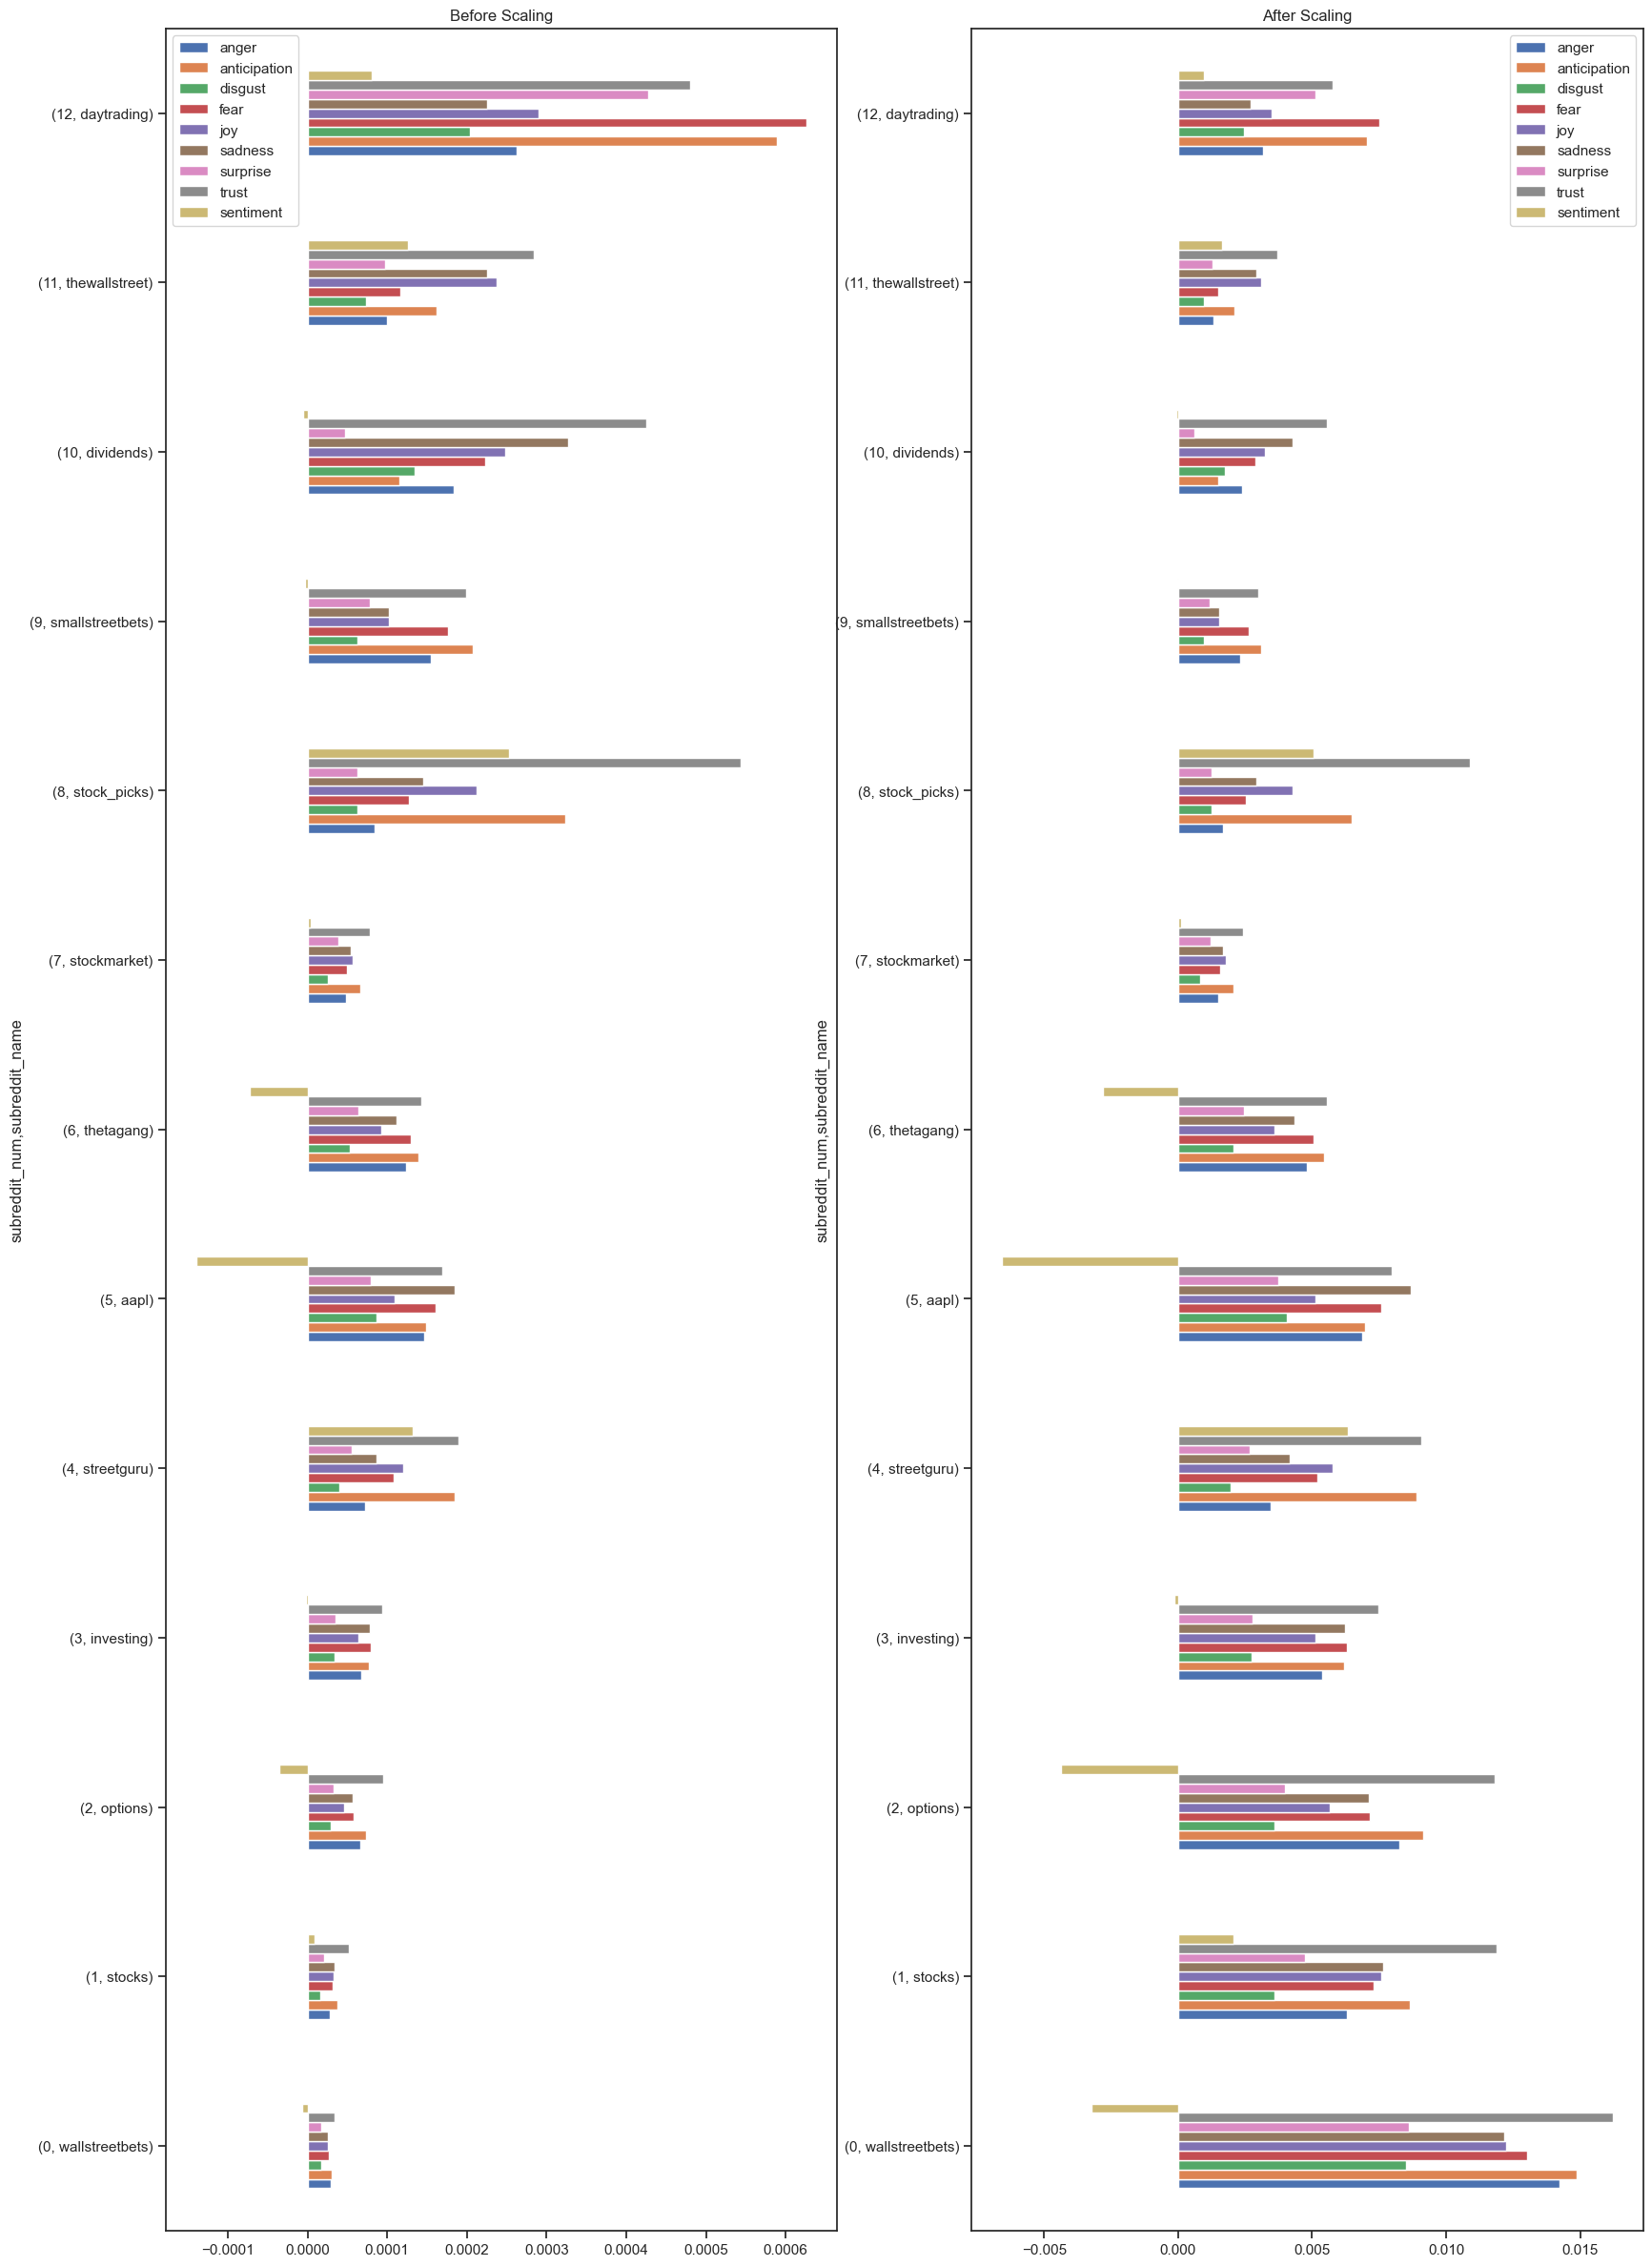 Before Scaling
anger
anticipation
disgust
fear
joy
sadness
surprise
trust
sentiment
(12, daytrading)
(11, thewallstreet)
(10, dividends)
(9, smallstreetbets)
(8, stock_picks)
(7, stockmarket)
(6, thetagang)
(5, aapl)
(4, streetguru)
(3, investing)
(2, options)
(1, stocks)
(0, wallstreetbets)
subreddit_num,subreddit_name
−0.0001 0.0000 0.0001 0.0002 0.0003 0.0004 0.0005 0.0006
After Scaling
anger
anticipation
disgust
fear
joy
sadness
surprise
trust
sentiment
(12, daytrading)
(11, thewallstreet)
(10, dividends)
(9, smallstreetbets)
(8, stock_picks)
(7, stockmarket)
(6, thetagang)
(5, aapl)
(4, streetguru)
(3, investing)
(2, options)
(1, stocks)
(0, wallstreetbets)
subreddit_num,subreddit_name
−0.005 0.000 0.005 0.010 0.015